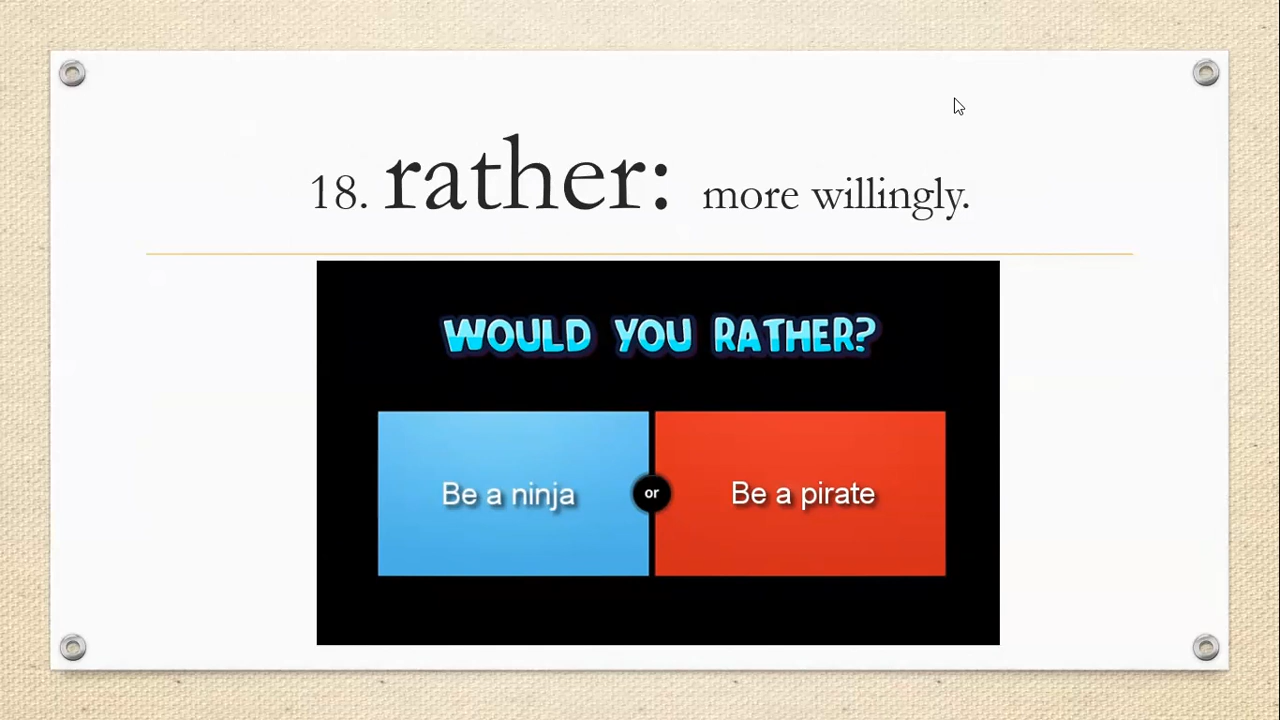 18. rather: more willingly.
WOULD YOU RATHER?
Be a ninja or Be a pirate